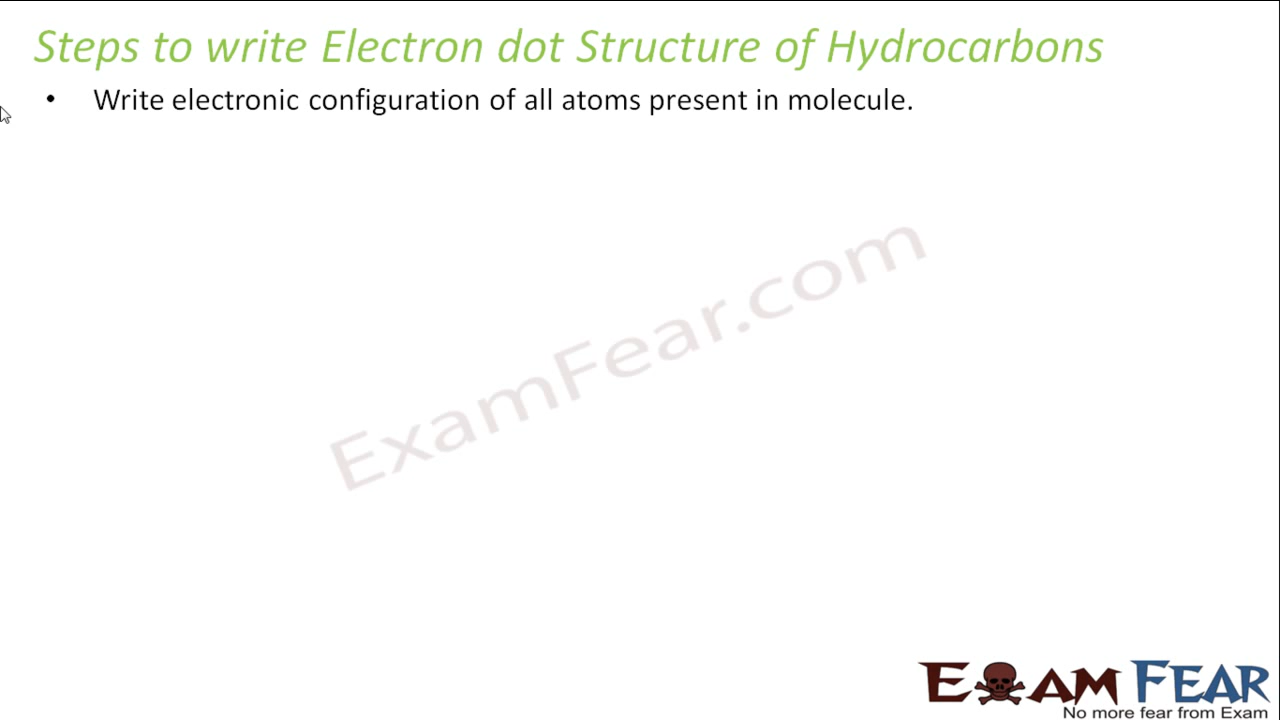 Steps to write Electron dot Structure of Hydrocarbons
• Write electronic configuration of all atoms present in molecule.
ExamFear.com
EXAM FEAR
No more fear from Exam